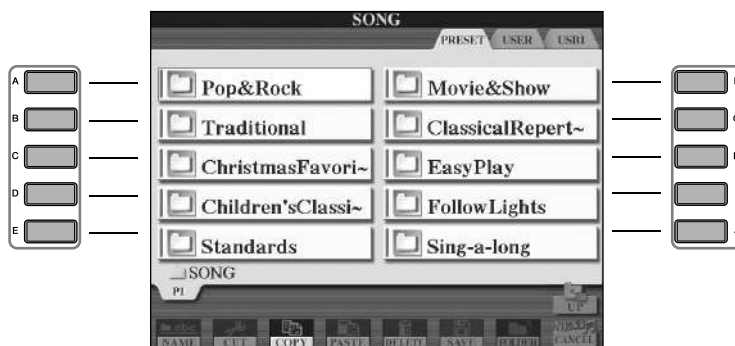 SONG
PRESET USER USB1
A Pop&Rock Movie&Show
B Traditional ClassicalRepert~
C ChristmasFavori~ EasyPlay
D Children'sClassi~ FollowLights
E Standards Sing-a-long
SONG
P1
UP
NAME CUT COPY PASTE DELETE SAVE FOLDER CANCEL